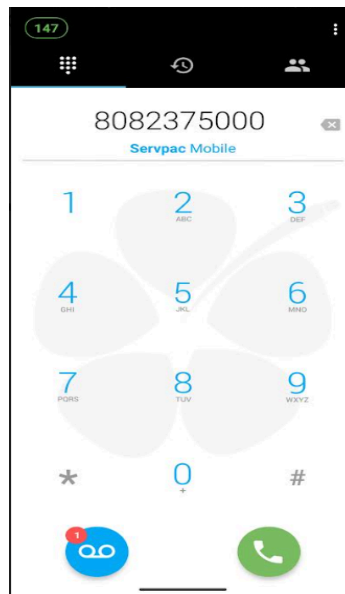 147
8082375000
Servpac Mobile
1 2 3
ABC DEF
4 5 6
GHI JKL MNO
7 8 9
PQRS TUV WXYZ
* 0 #
+
1